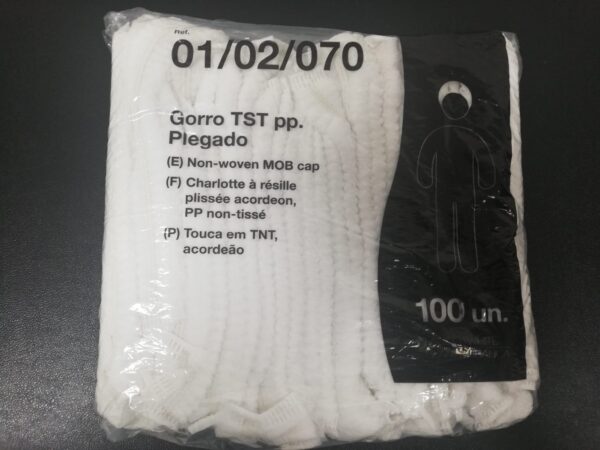 Ref.
01/02/070
Gorro TST pp.
Plegado
(E) Non-woven MOB cap
(F) Charlotte à résille
plissée acordeon,
PP non-tissé
(P) Touca em TNT,
acordeão
100 un.